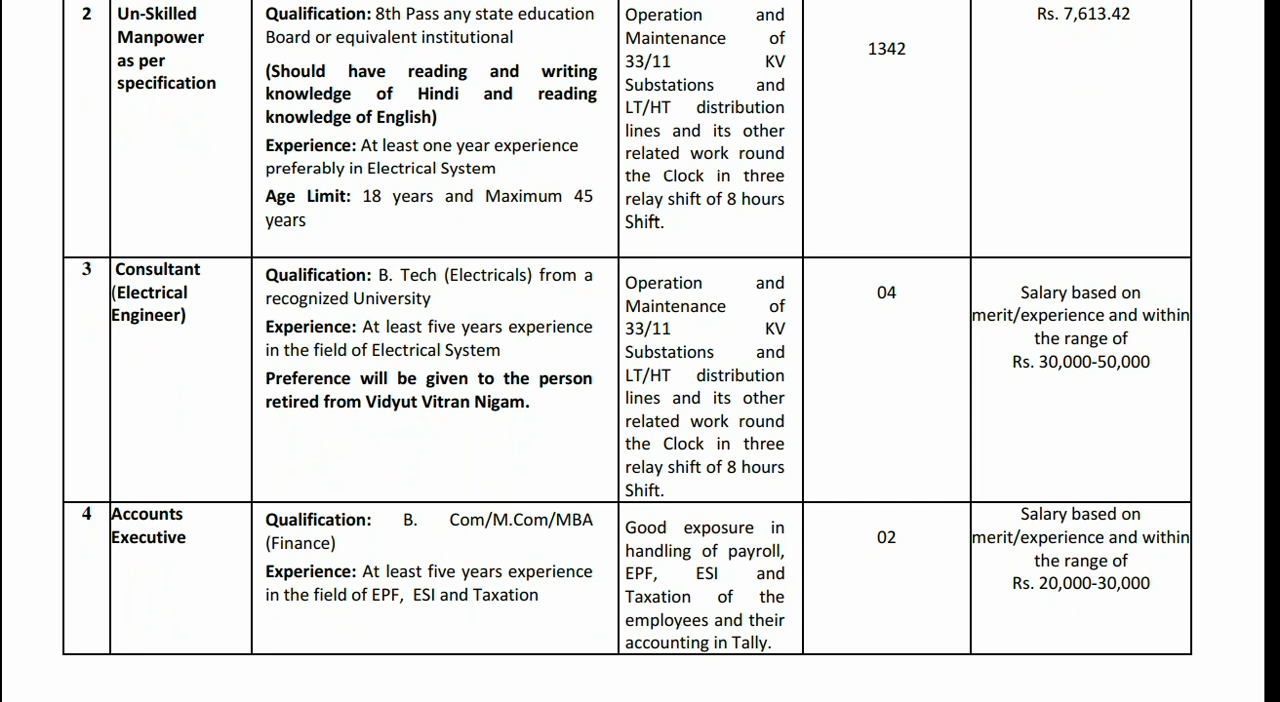 2
Un-Skilled
Manpower
as per
specification
Qualification: 8th Pass any state education
Board or equivalent institutional
(Should have reading and writing
knowledge of Hindi and reading
knowledge of English)
Experience: At least one year experience
preferably in Electrical System
Age Limit: 18 years and Maximum 45
years
Operation and
Maintenance of
33/11 KV
Substations and
LT/HT distribution
lines and its other
related work round
the Clock in three
relay shift of 8 hours
Shift.
1342
Rs. 7,613.42
3
Consultant
(Electrical
Engineer)
Qualification: B. Tech (Electricals) from a
recognized University
Experience: At least five years experience
in the field of Electrical System
Preference will be given to the person
retired from Vidyut Vitran Nigam.
Operation and
Maintenance of
33/11 KV
Substations and
LT/HT distribution
lines and its other
related work round
the Clock in three
relay shift of 8 hours
Shift.
04
Salary based on
merit/experience and within
the range of
Rs. 30,000-50,000
4
Accounts
Executive
Qualification: B. Com/M.Com/MBA
(Finance)
Experience: At least five years experience
in the field of EPF, ESI and Taxation
Good exposure in
handling of payroll,
EPF, ESI and
Taxation of the
employees and their
accounting in Tally.
02
Salary based on
merit/experience and within
the range of
Rs. 20,000-30,000